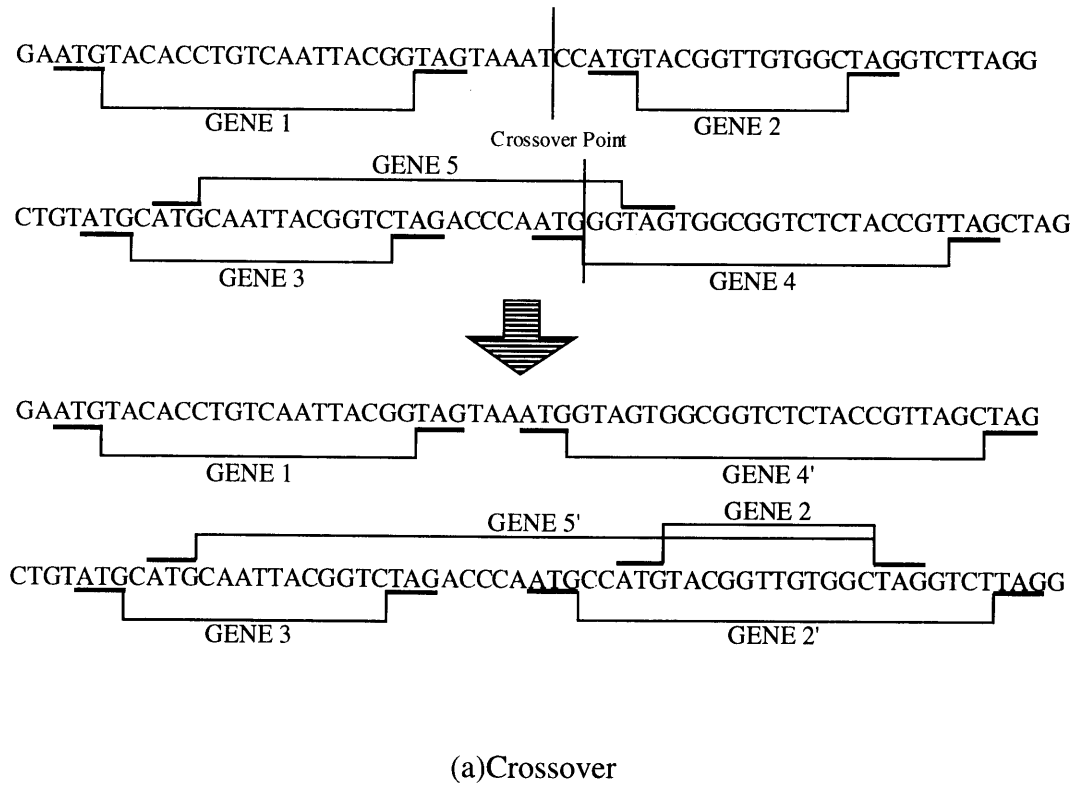 GAATGTACACCTGTCAATTACGGTAGTAAATCCATGTACGGTTGTGGCTAGGTCTTAGG
GENE 1
GENE 2
Crossover Point
GENE 5
CTGTATGCATGCAATTACGGTCTAGACCCAATGGGTAGTGGCGGTCTCTACCGTTAGCTAG
GENE 3
GENE 4
GAATGTACACCTGTCAATTACGGTAGTAAATGGTAGTGGCGGTCTCTACCGTTAGCTAG
GENE 1
GENE 4'
GENE 2
GENE 5'
CTGTATGCATGCAATTACGGTCTAGACCCAATGCCATGTACGGTTGTGGCTAGGTCTTAGG
GENE 3
GENE 2'
(a)Crossover